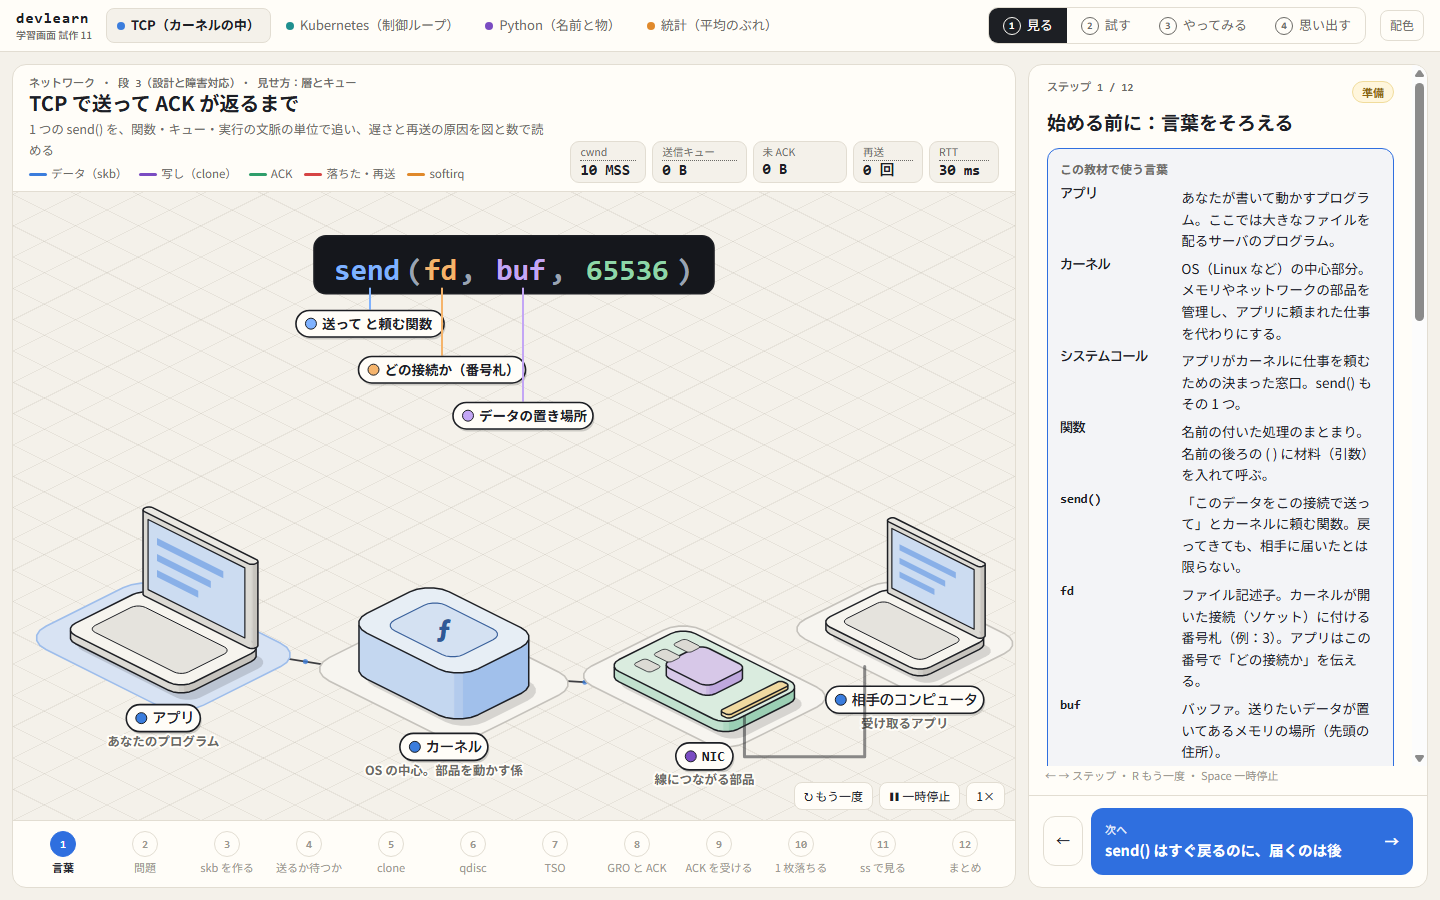 devlearn
学習画面 試作 11
TCP（カーネルの中）
Kubernetes（制御ループ）
Python（名前と物）
統計（平均のぶれ）
1 見る
2 試す
3 やってみる
4 思い出す
配色
ネットワーク ・ 段 3（設計と障害対応）・ 見せ方：層とキュー
TCP で送って ACK が返るまで
1 つの send() を、関数・キュー・実行の文脈の単位で追い、遅さと再送の原因を図と数で読
める
データ（skb）
写し（clone）
ACK
落ちた・再送
softirq
cwnd
10 MSS
送信キュー
0 B
未 ACK
0 B
再送
0 回
RTT
30 ms
send(fd, buf, 65536)
送って と頼む関数
どの接続か（番号札）
データの置き場所
f
アプリ
あなたのプログラム
カーネル
OS の中心。部品を動かす係
NIC
線につながる部品
相手のコンピュータ
受け取るアプリ
↻ もう一度
一時停止
1×
1 言葉
2 問題
3 skb を作る
4 送るか待つか
5 clone
6 qdisc
7 TSO
8 GRO と ACK
9 ACK を受ける
10 1 枚落ちる
11 ss で見る
12 まとめ
ステップ 1 / 12
準備
始める前に：言葉をそろえる
この教材で使う言葉
アプリ
あなたが書いて動かすプログラ
ム。ここでは大きなファイルを
配るサーバのプログラム。
カーネル
OS（Linux など）の中心部分。
メモリやネットワークの部品を
管理し、アプリに頼まれた仕事
を代わりにする。
システムコール
アプリがカーネルに仕事を頼む
ための決まった窓口。send() も
その 1 つ。
関数
名前の付いた処理のまとまり。
名前の後ろの ( ) に材料（引数）
を入れて呼ぶ。
send()
「このデータをこの接続で送っ
て」とカーネルに頼む関数。戻
ってきても、相手に届いたとは
限らない。
fd
ファイル記述子。カーネルが開
いた接続（ソケット）に付ける
番号札（例：3）。アプリはこの
番号で「どの接続か」を伝え
る。
buf
バッファ。送りたいデータが置
いてあるメモリの場所（先頭の
住所）。
←→ ステップ ・ R もう一度 ・ Space 一時停止
←
次へ
send() はすぐ戻るのに、届くのは後
→